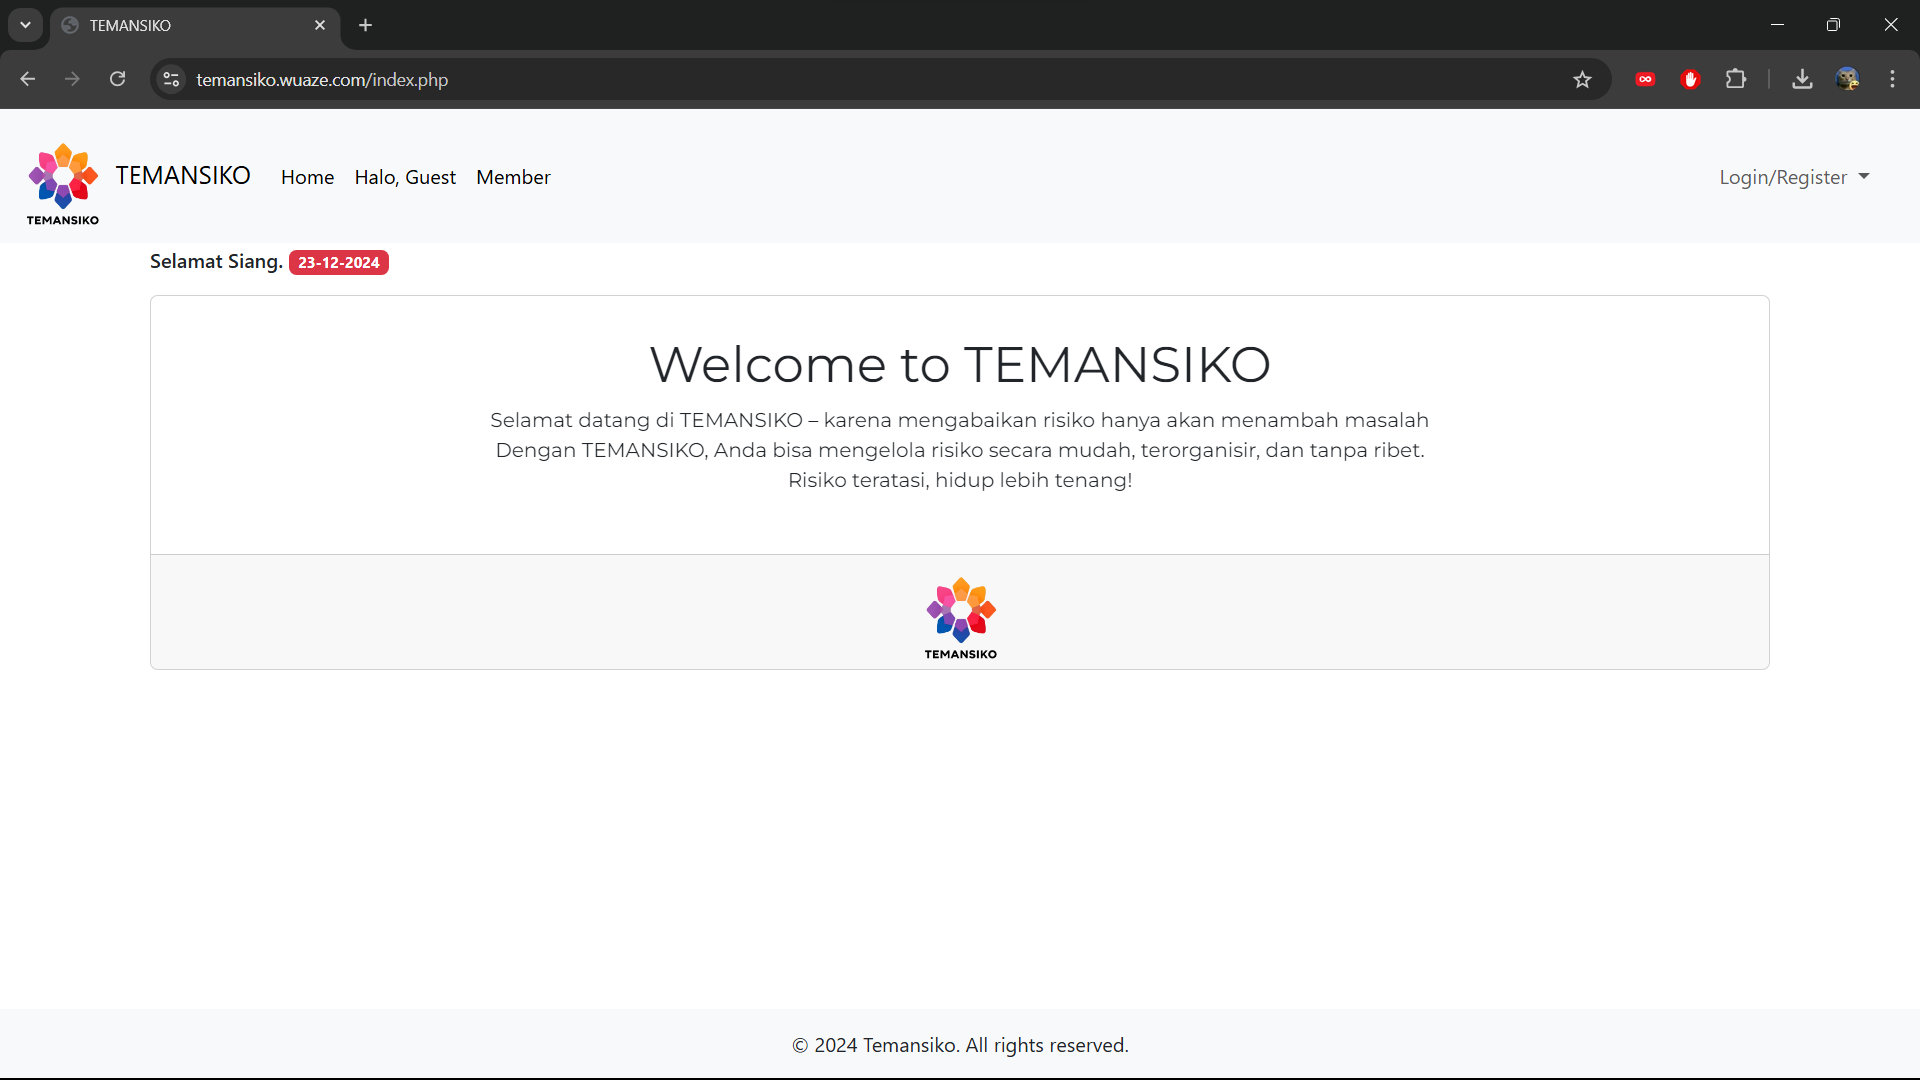 TEMANSIKO
temansiko.wuaze.com/index.php
TEMANSIKO
TEMANSIKO Home Halo, Guest Member Login/Register
Selamat Siang. 23-12-2024
Welcome to TEMANSIKO
Selamat datang di TEMANSIKO – karena mengabaikan risiko hanya akan menambah masalah
Dengan TEMANSIKO, Anda bisa mengelola risiko secara mudah, terorganisir, dan tanpa ribet.
Risiko teratasi, hidup lebih tenang!
TEMANSIKO
© 2024 Temansiko. All rights reserved.